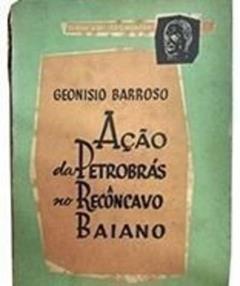 GEONISIO BARROSO
AÇÃO
da PETROBRÁS
no RECÔNCAVO
BAIANO